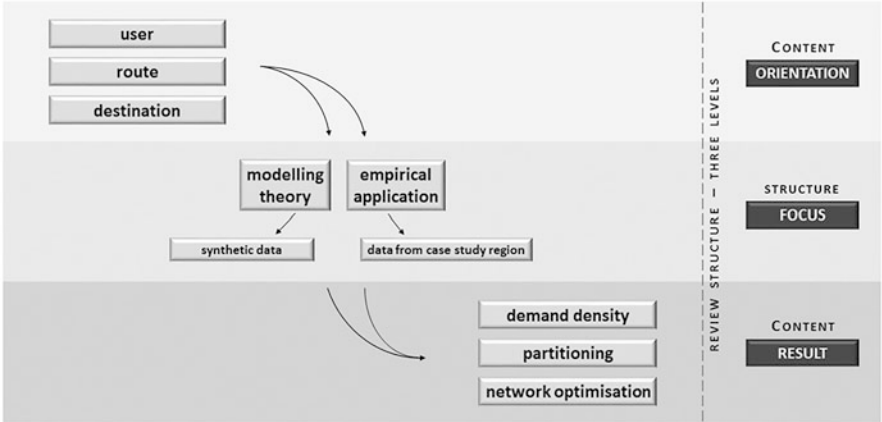 user
route
destination
CONTENT
ORIENTATION
modelling
theory
empirical
application
synthetic data
data from case study region
STRUCTURE
FOCUS
demand density
partitioning
network optimisation
CONTENT
RESULT
REVIEW STRUCTURE – THREE LEVELS